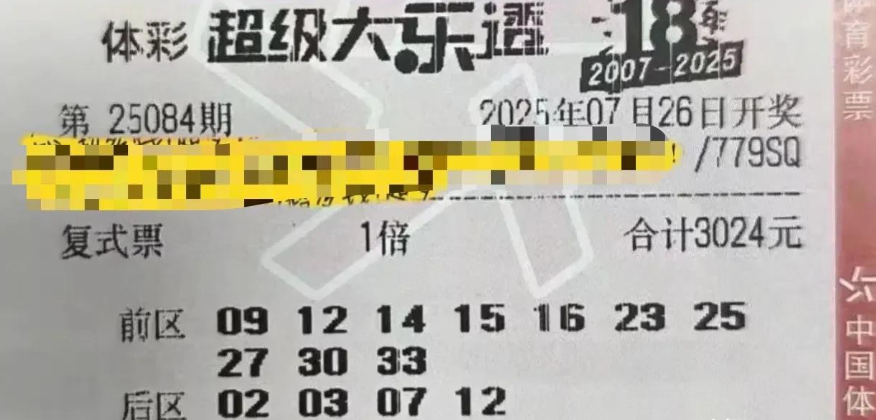 体彩 超级大乐透 18年
2007-2025
第 25084期 2025年07月26日开奖
/779SQ
复式票 1倍 合计3024元
前区 09 12 14 15 16 23 25
27 30 33
后区 02 03 07 12
体育彩票
中国体